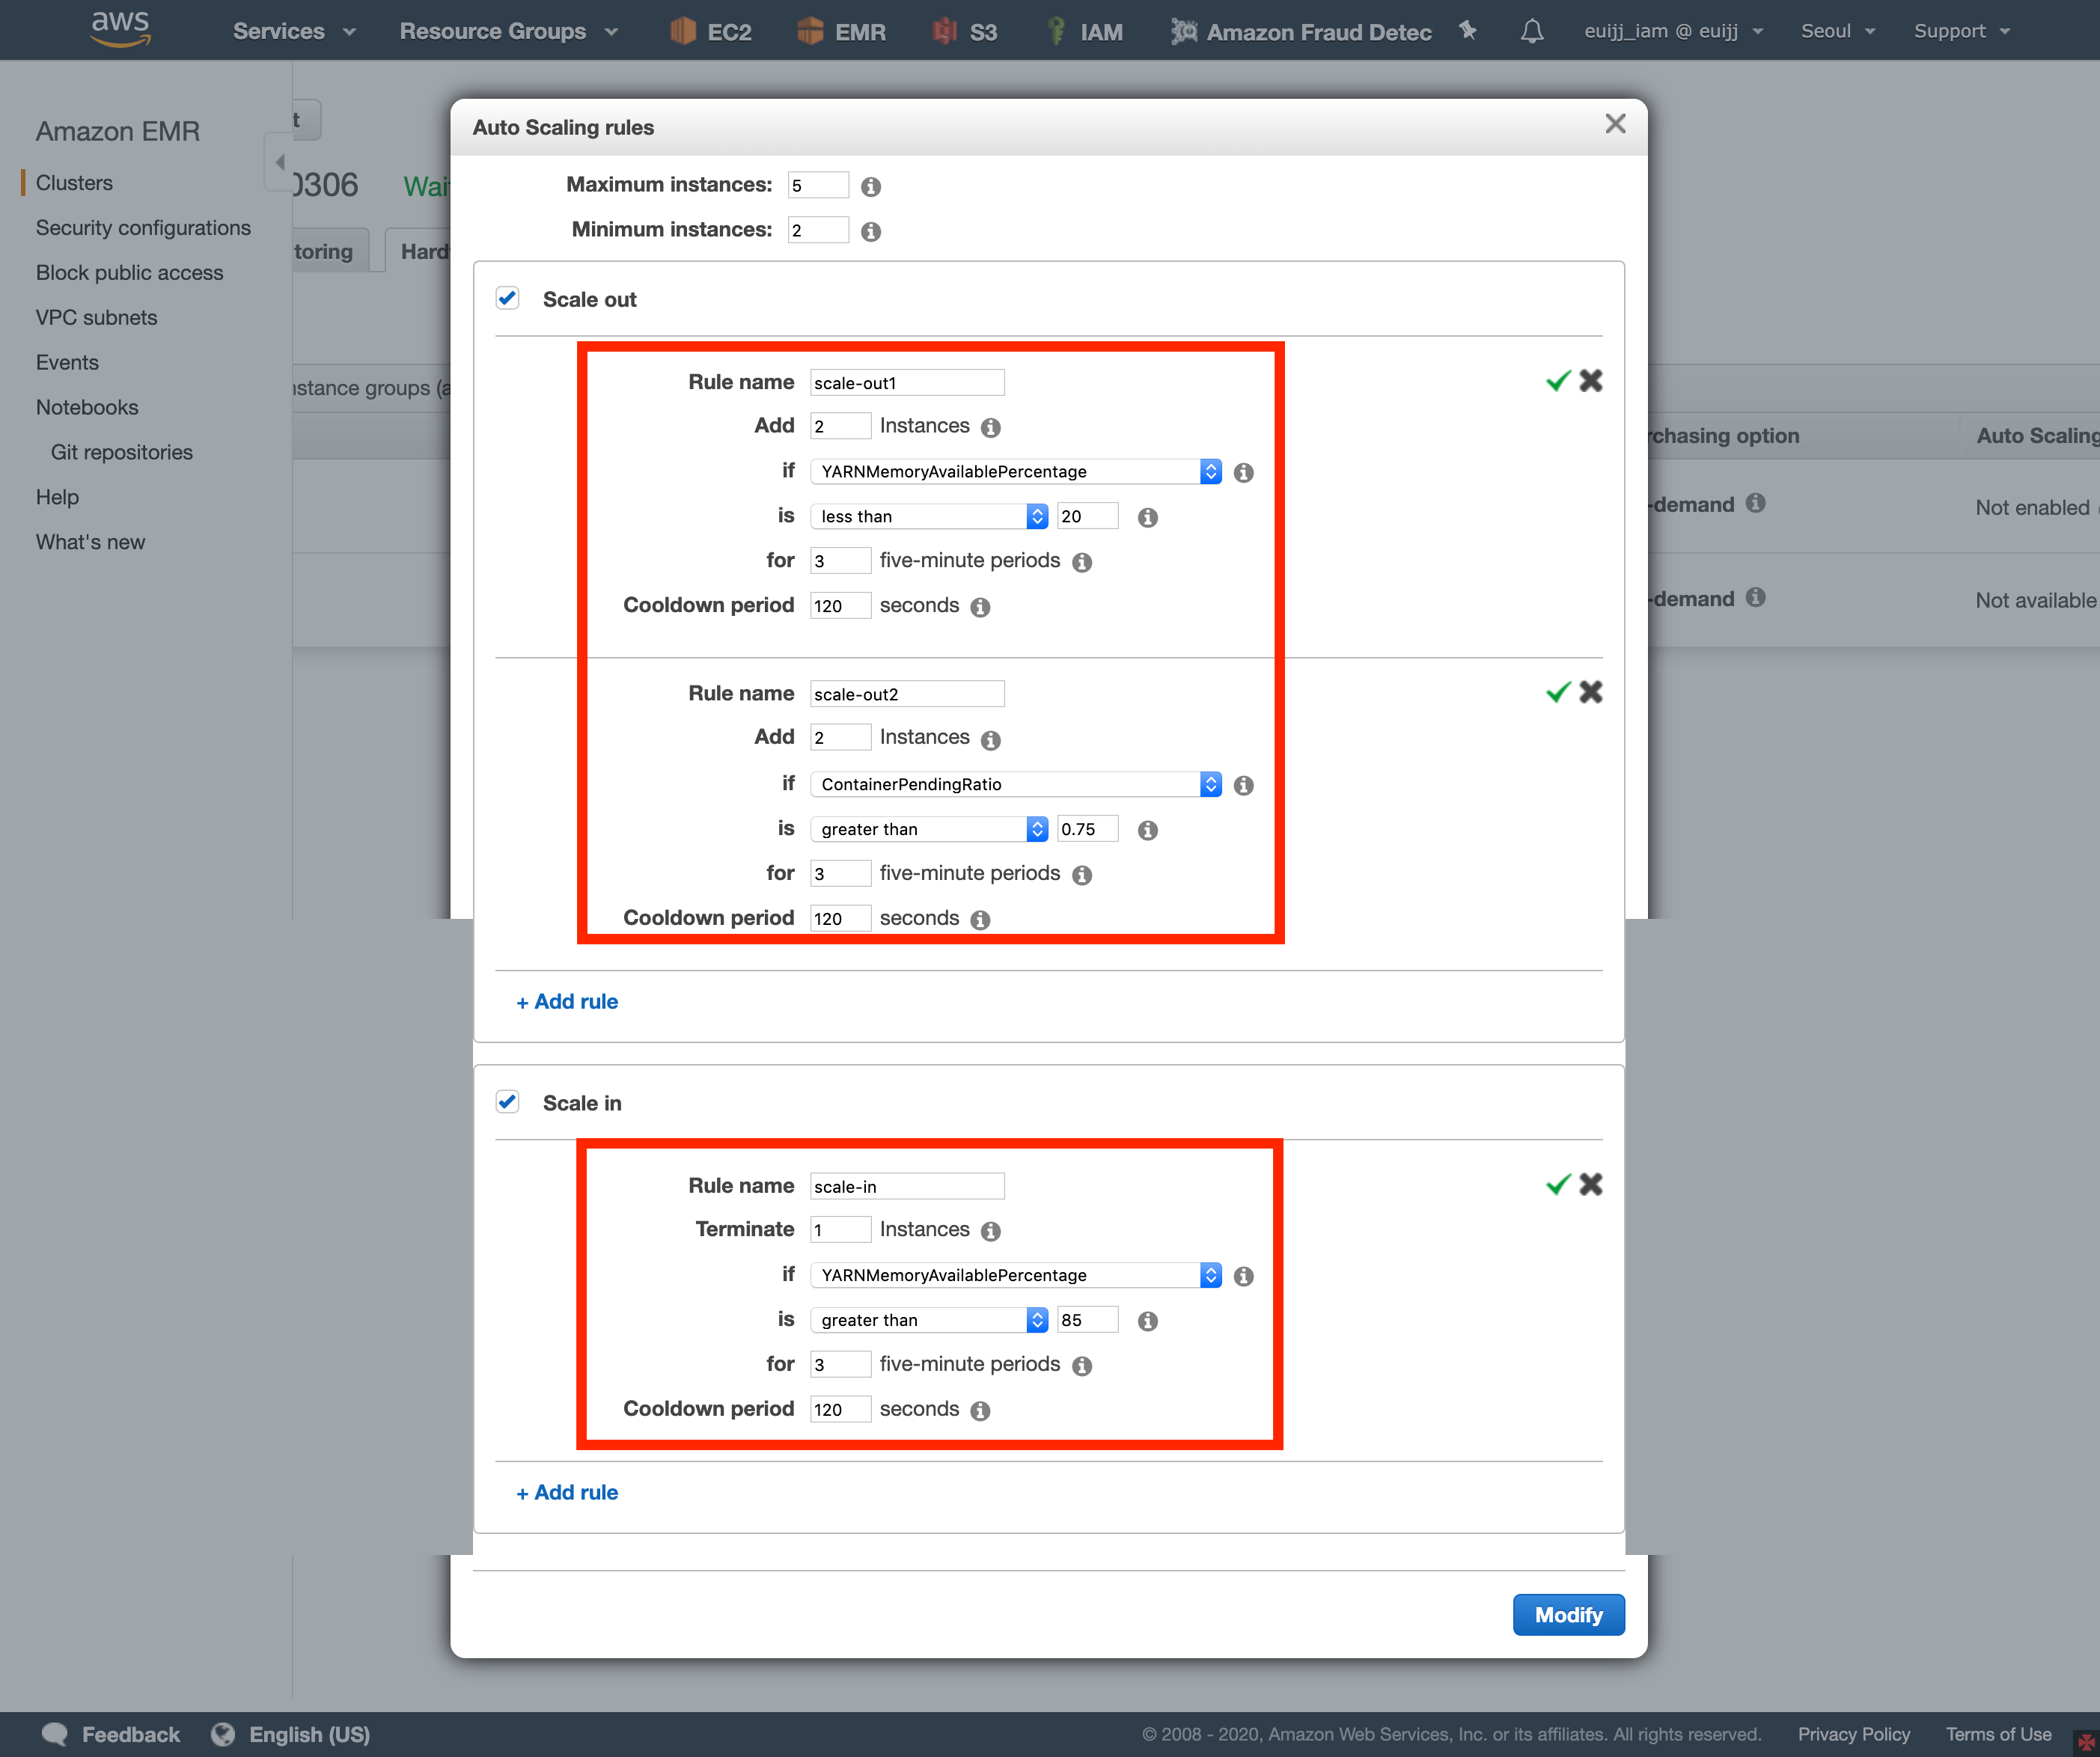 aws Services Resource Groups EC2 EMR S3 IAM Amazon Fraud Detec euijj_iam @ euijj Seoul Support
Amazon EMR
Clusters
Security configurations
Block public access
VPC subnets
Events
Notebooks
Git repositories
Help
What's new
t
0306 Wai
toring Hard
nstance groups (a
rchasing option Auto Scaling
-demand Not enabled
-demand Not available
Auto Scaling rules
Maximum instances: 5
Minimum instances: 2
Scale out
Rule name scale-out1
Add 2 Instances
if YARNMemoryAvailablePercentage
is less than 20
for 3 five-minute periods
Cooldown period 120 seconds
Rule name scale-out2
Add 2 Instances
if ContainerPendingRatio
is greater than 0.75
for 3 five-minute periods
Cooldown period 120 seconds
+ Add rule
Scale in
Rule name scale-in
Terminate 1 Instances
if YARNMemoryAvailablePercentage
is greater than 85
for 3 five-minute periods
Cooldown period 120 seconds
+ Add rule
Modify
Feedback English (US) © 2008 - 2020, Amazon Web Services, Inc. or its affiliates. All rights reserved. Privacy Policy Terms of Use